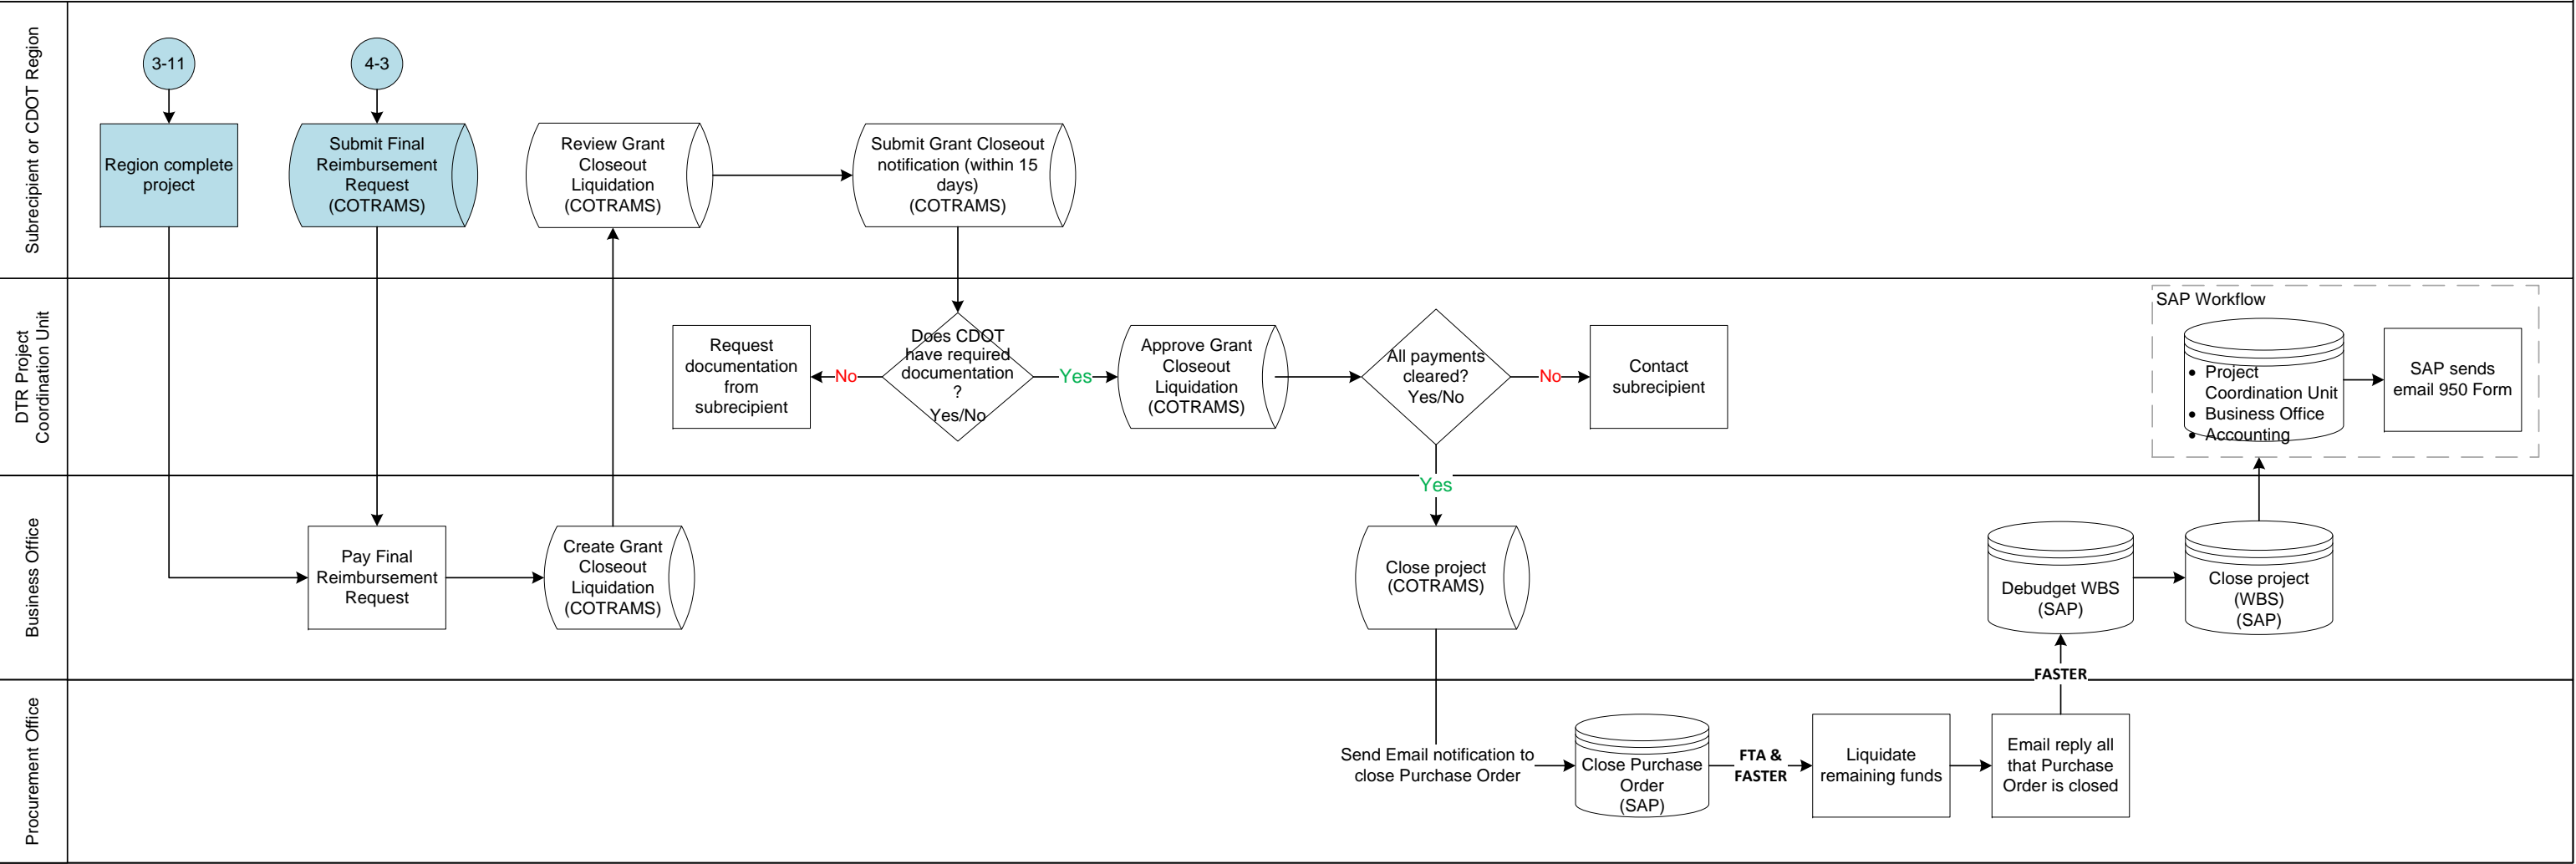 Subrecipient or CDOT Region
3-11
4-3
Region complete
project
Submit Final
Reimbursement
Request
(COTRAMS)
Review Grant
Closeout
Liquidation
(COTRAMS)
Submit Grant Closeout
notification (within 15
days)
(COTRAMS)
DTR Project
Coordination Unit
Request
documentation
from
subrecipient
No
Does CDOT
have required
documentation
?
Yes/No
Yes
Approve Grant
Closeout
Liquidation
(COTRAMS)
All payments
cleared?
Yes/No
No
Contact
subrecipient
Yes
SAP Workflow
• Project
Coordination Unit
• Business Office
• Accounting
SAP sends
email 950 Form
Business Office
Pay Final
Reimbursement
Request
Create Grant
Closeout
Liquidation
(COTRAMS)
Close project
(COTRAMS)
Debudget WBS
(SAP)
Close project
(WBS)
(SAP)
FASTER
Procurement Office
Send Email notification to
close Purchase Order
Close Purchase
Order
(SAP)
FTA &
FASTER
Liquidate
remaining funds
Email reply all
that Purchase
Order is closed